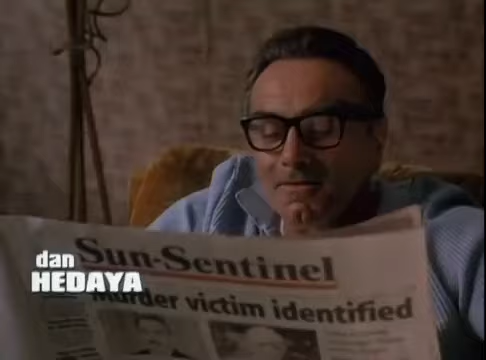 Sun-Sentinel
Murder victim identified
dan
HEDAYA